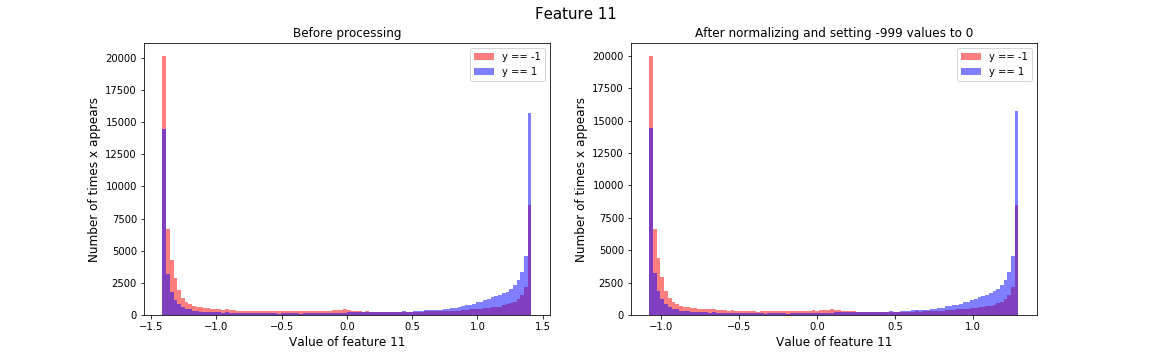 Feature 11
Before processing
Number of times x appears
20000
17500
15000
12500
10000
7500
5000
2500
0
−1.5 −1.0 −0.5 0.0 0.5 1.0 1.5
Value of feature 11
y == -1
y == 1
After normalizing and setting -999 values to 0
Number of times x appears
20000
17500
15000
12500
10000
7500
5000
2500
0
−1.0 −0.5 0.0 0.5 1.0
Value of feature 11
y == -1
y == 1